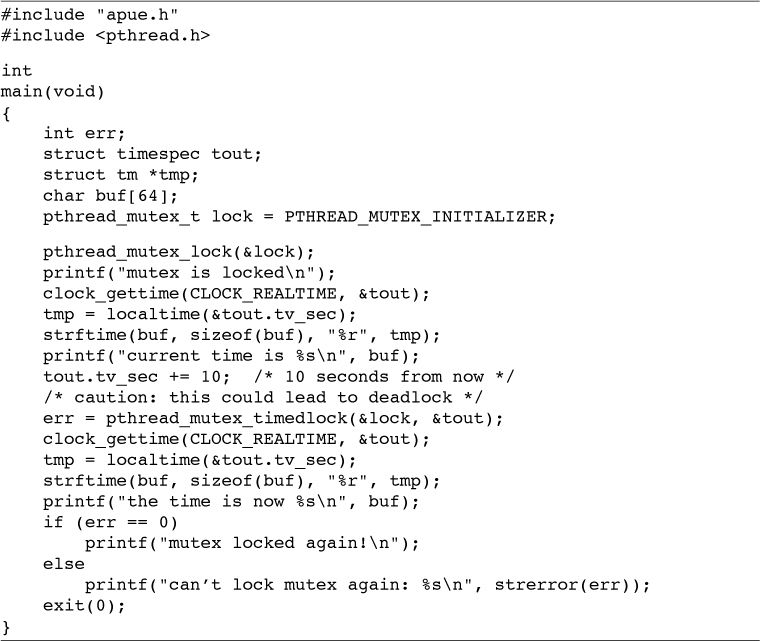 #include "apue.h"
#include <pthread.h>
int
main(void)
{
    int err;
    struct timespec tout;
    struct tm *tmp;
    char buf[64];
    pthread_mutex_t lock = PTHREAD_MUTEX_INITIALIZER;
    pthread_mutex_lock(&lock);
    printf("mutex is locked\n");
    clock_gettime(CLOCK_REALTIME, &tout);
    tmp = localtime(&tout.tv_sec);
    strftime(buf, sizeof(buf), "%r", tmp);
    printf("current time is %s\n", buf);
    tout.tv_sec += 10;  /* 10 seconds from now */
    /* caution: this could lead to deadlock */
    err = pthread_mutex_timedlock(&lock, &tout);
    clock_gettime(CLOCK_REALTIME, &tout);
    tmp = localtime(&tout.tv_sec);
    strftime(buf, sizeof(buf), "%r", tmp);
    printf("the time is now %s\n", buf);
    if (err == 0)
        printf("mutex locked again!\n");
    else
        printf("can’t lock mutex again: %s\n", strerror(err));
    exit(0);
}